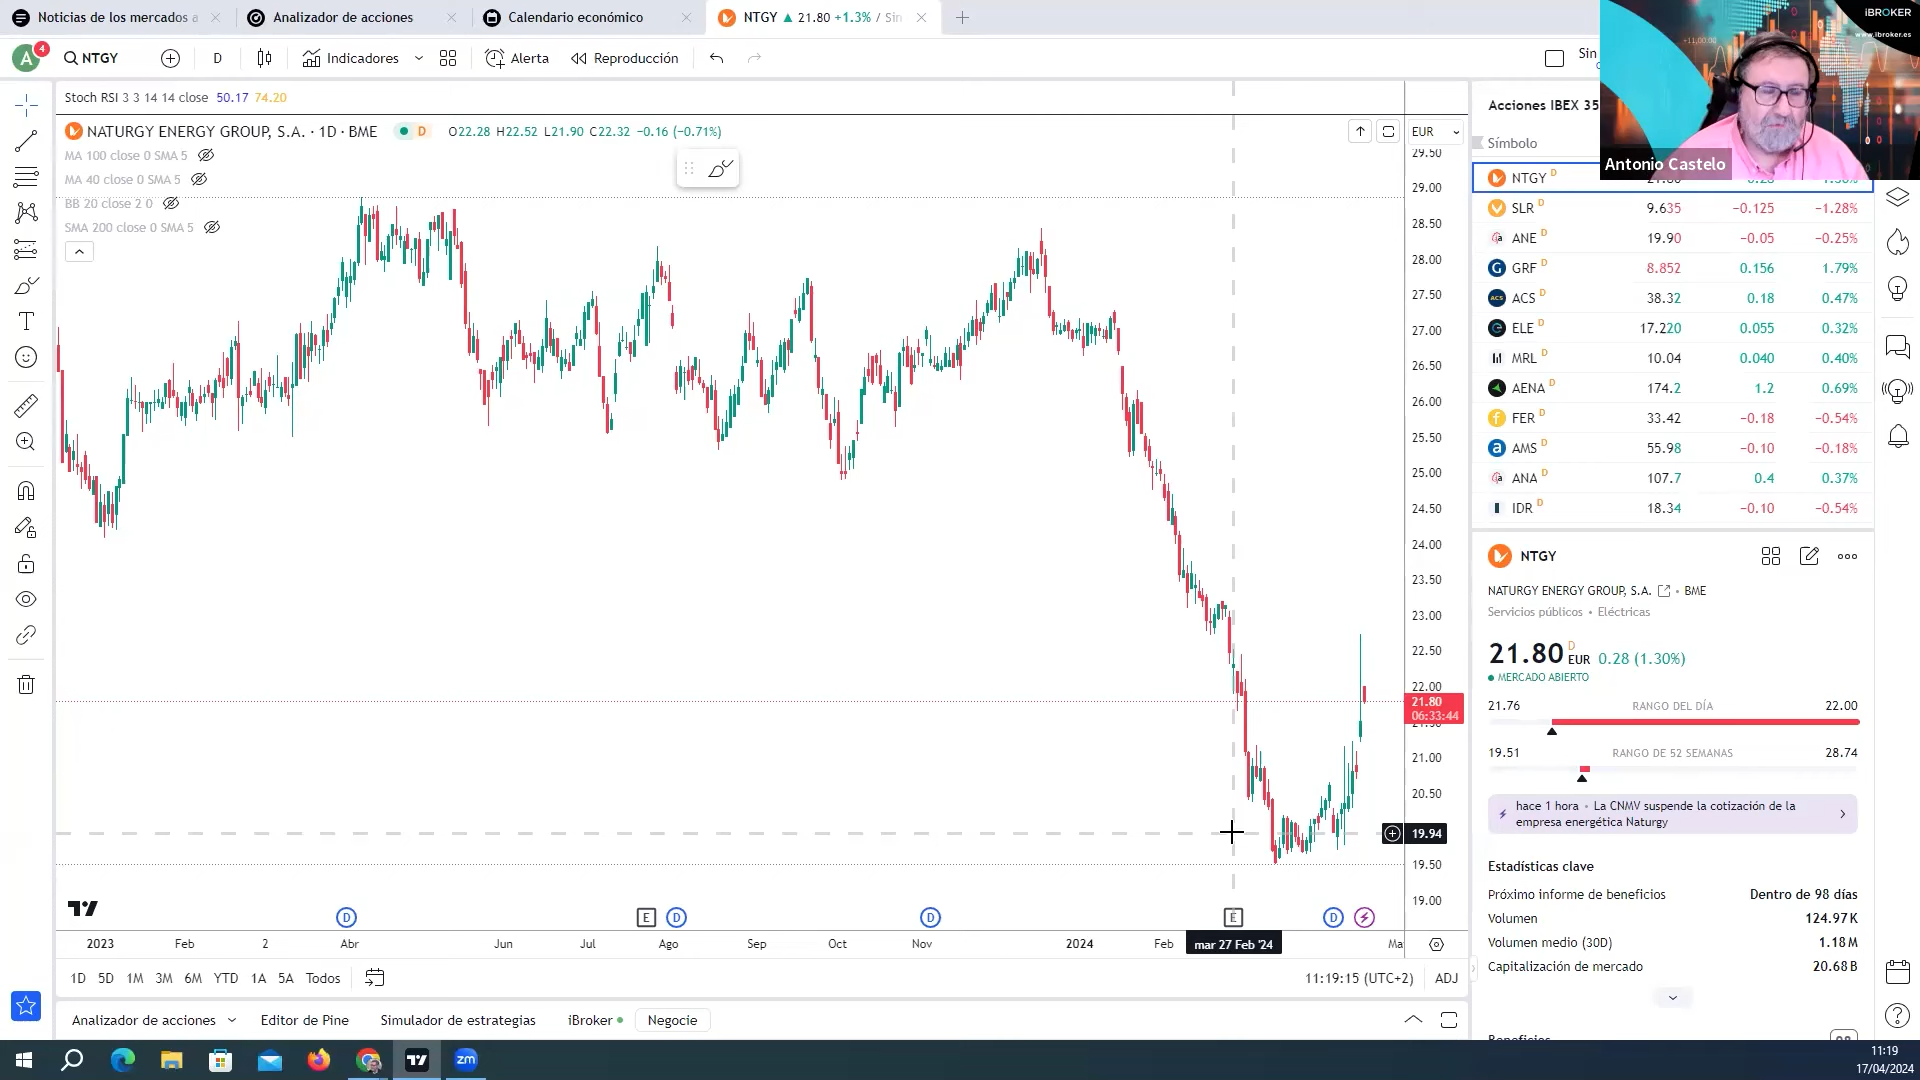 Noticias de los mercados a
Analizador de acciones
Calendario económico
NTGY ▲ 21.80 +1.3% / Sin
iBROKER
www.ibroker.es
A 4
NTGY
D
Indicadores
Alerta
Reproducción
Sin
Antonio Castelo
Stoch RSI 3 3 14 14 close 50.17 74.20
NATURGY ENERGY GROUP, S.A. · 1D · BME D O22.28 H22.52 L21.90 C22.32 −0.16 (−0.71%)
MA 100 close 0 SMA 5
MA 40 close 0 SMA 5
BB 20 close 2 0
SMA 200 close 0 SMA 5
EUR
29.50
29.00
28.50
28.00
27.50
27.00
26.50
26.00
25.50
25.00
24.50
24.00
23.50
23.00
22.50
22.00
21.80
06:33:44
21.50
21.00
20.50
19.94
19.50
19.00
D E D D E D
2023 Feb 2 Abr Jun Jul Ago Sep Oct Nov 2024 Feb mar 27 Feb '24 Ma
1D 5D 1M 3M 6M YTD 1A 5A Todos
11:19:15 (UTC+2) ADJ
Analizador de acciones Editor de Pine Simulador de estrategias iBroker Negocie
Acciones IBEX 35
Símbolo
NTGY D
SLR D 9.635 −0.125 −1.28%
ANE D 19.90 −0.05 −0.25%
GRF D 8.852 0.156 1.79%
ACS D 38.32 0.18 0.47%
ELE D 17.220 0.055 0.32%
MRL D 10.04 0.040 0.40%
AENA D 174.2 1.2 0.69%
FER D 33.42 −0.18 −0.54%
AMS D 55.98 −0.10 −0.18%
ANA D 107.7 0.4 0.37%
IDR D 18.34 −0.10 −0.54%
NTGY
NATURGY ENERGY GROUP, S.A. • BME
Servicios públicos • Eléctricas
21.80 D EUR 0.28 (1.30%)
MERCADO ABIERTO
21.76 RANGO DEL DÍA 22.00
19.51 RANGO DE 52 SEMANAS 28.74
hace 1 hora • La CNMV suspende la cotización de la
empresa energética Naturgy
Estadísticas clave
Próximo informe de beneficios Dentro de 98 días
Volumen 124.97K
Volumen medio (30D) 1.18M
Capitalización de mercado 20.68B
zm
11:19
17/04/2024